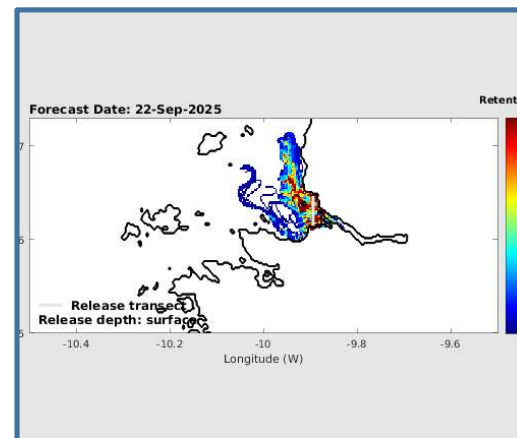 Retent
Forecast Date: 22-Sep-2025
7
6
5
Release transect
Release depth: surface
-10.4 -10.2 -10 -9.8 -9.6
Longitude (W)